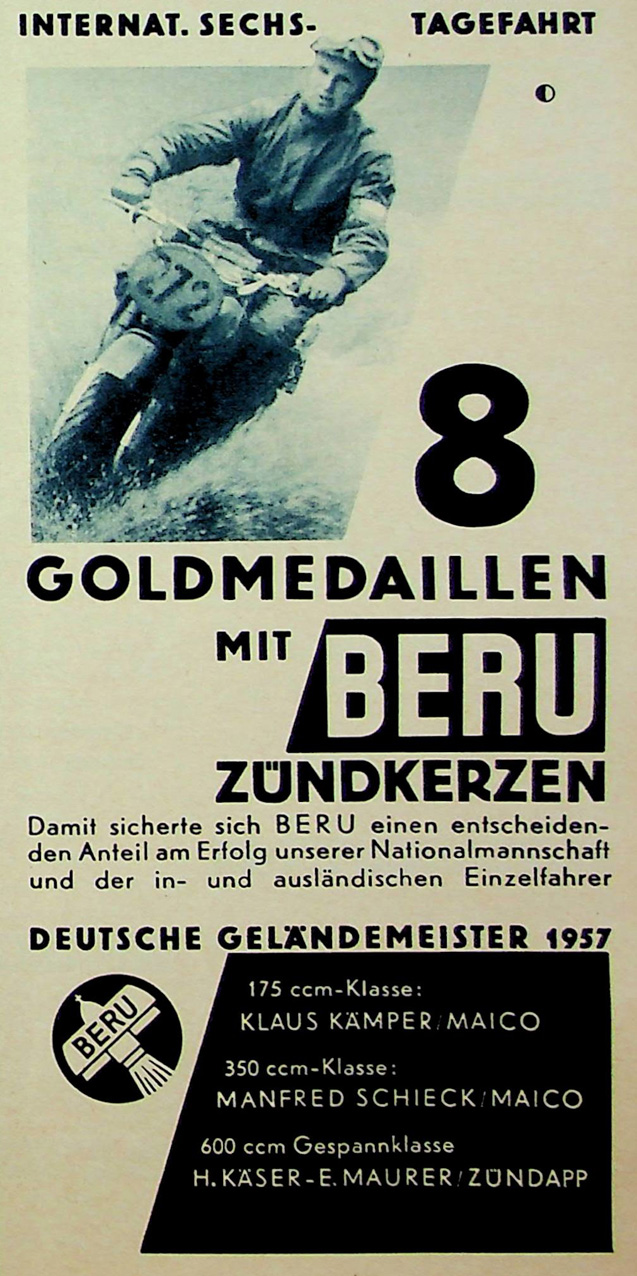 INTERNAT. SECHS- TAGEFAHRT
272
8
GOLDMEDAILLEN
MIT BERU
ZÜNDKERZEN
Damit sicherte sich BERU einen entscheiden-
den Anteil am Erfolg unserer Nationalmannschaft
und der in- und ausländischen Einzelfahrer
DEUTSCHE GELÄNDEMEISTER 1957
BERU
175 ccm-Klasse:
KLAUS KÄMPER/MAICO
350 ccm-Klasse:
MANFRED SCHIECK/MAICO
600 ccm Gespannklasse
H. KÄSER-E. MAURER/ZÜNDAPP